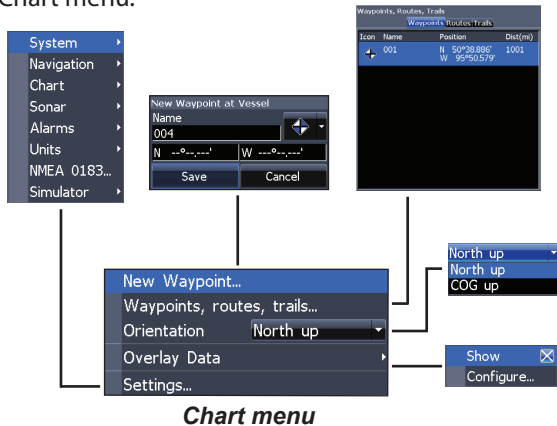 Chart menu.
System
Navigation
Chart
Sonar
Alarms
Units
NMEA 0183...
Simulator
New Waypoint at Vessel
Name
004
N --°--.---' W ---°--.---'
Save Cancel
Waypoints, Routes, Trails
Waypoints Routes Trails
Icon Name Position Dist(mi)
001 N 50°38.886' 1001
W 95°50.579'
New Waypoint...
Waypoints, routes, trails...
Orientation North up
Overlay Data
Settings...
North up
North up
COG up
Show
Configure...
Chart menu